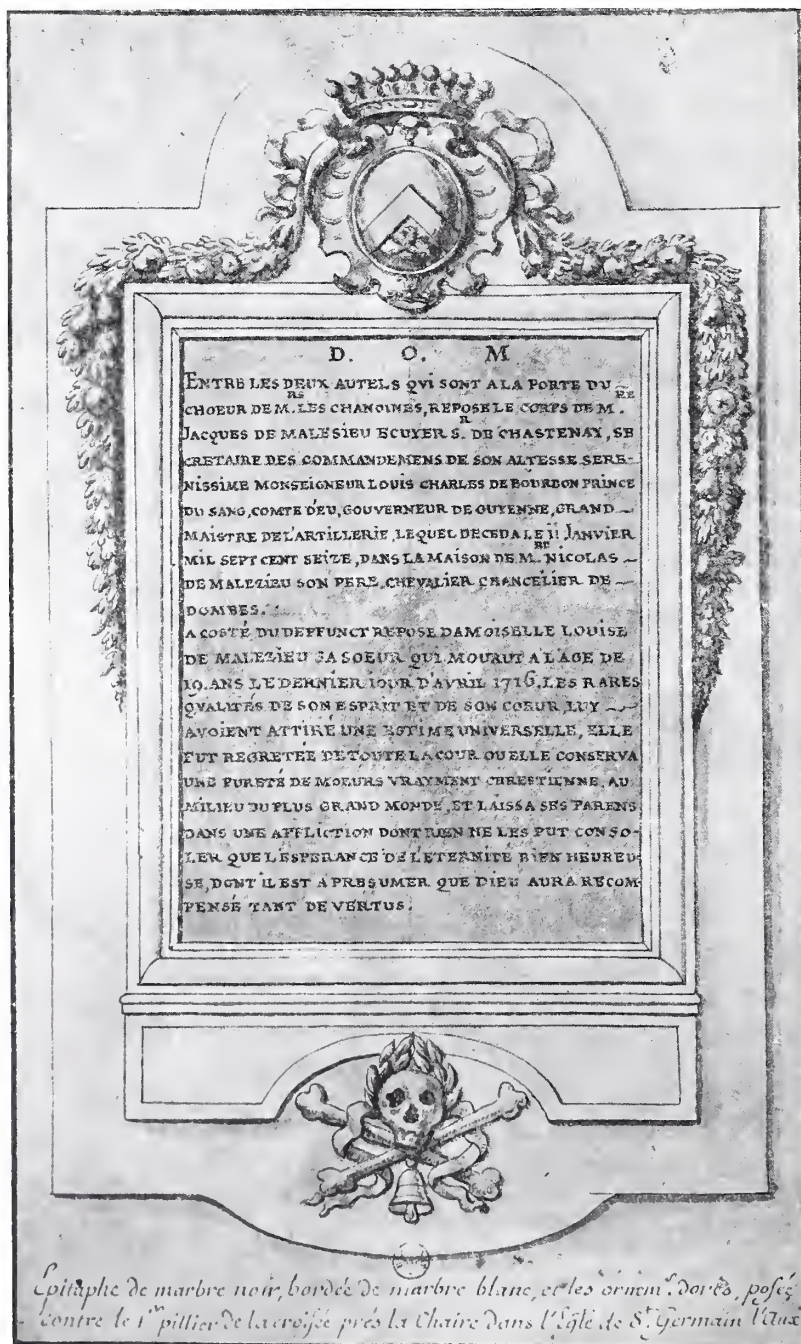 D. O. M
ENTRE LES DEUX AUTELS QVI SONT A LA PORTE DU
CHOEUR DE M.RS LES CHANOINES, REPOSE LE CORPS DE M.RE
JACQUES DE MALESIEU ECUYER S.R DE CHASTENAY, SE
CRETAIRE DES COMMANDEMENS DE SON ALTESSE SERE-
NISSIME MONSEIGNEUR LOUIS CHARLES DE BOURBON PRINCE
DU SANG, COMTE D'EU, GOUVERNEUR DE GUYENNE, GRAND
MAISTRE DE L'ARTILLERIE, LEQUEL DECEDA LE 11 JANVIER
MIL SEPT CENT SEIZE, DANS LA MAISON DE M.RE NICOLAS
DE MALEZIEU SON PERE, CHEVALIER CHANCELIER DE
DOMBES.
A COSTÉ DU DEFFUNCT REPOSE DAMOISELLE LOUISE
DE MALEZIEU SA SOEUR QUI MOURUT A L'AGE DE
19. ANS LE DERNIER IOUR D'AVRIL 1716. LES RARES
QVALITÉS DE SON ESPRIT ET DE SON COEUR, LUY
AVOIENT ATTIRÉ UNE ESTIME UNIVERSELLE, ELLE
FUT REGRETÉE DE TOUTE LA COUR OU ELLE CONSERVA
UNE PURETÉ DE MOEURS VRAYMENT CHRESTIENNE, AU
MILIEU DU PLUS GRAND MONDE, ET LAISSA SES PARENS
DANS UNE AFFLICTION DONT RIEN NE LES PUT CONSO-
LER QUE L'ESPERANCE DE L'ETERNITÉ BIEN HEUREU-
SE, DONT IL EST A PRESUMER QUE DIEU AURA RECOM-
PENSÉ TANT DE VERTUS.
Epitaphe de marbre noir, bordée de marbre blanc, et les ornem.s dorés, posée
contre le 1.er pillier de la croisée près la Chaire dans l'Eglé de St. Germain l'Aux